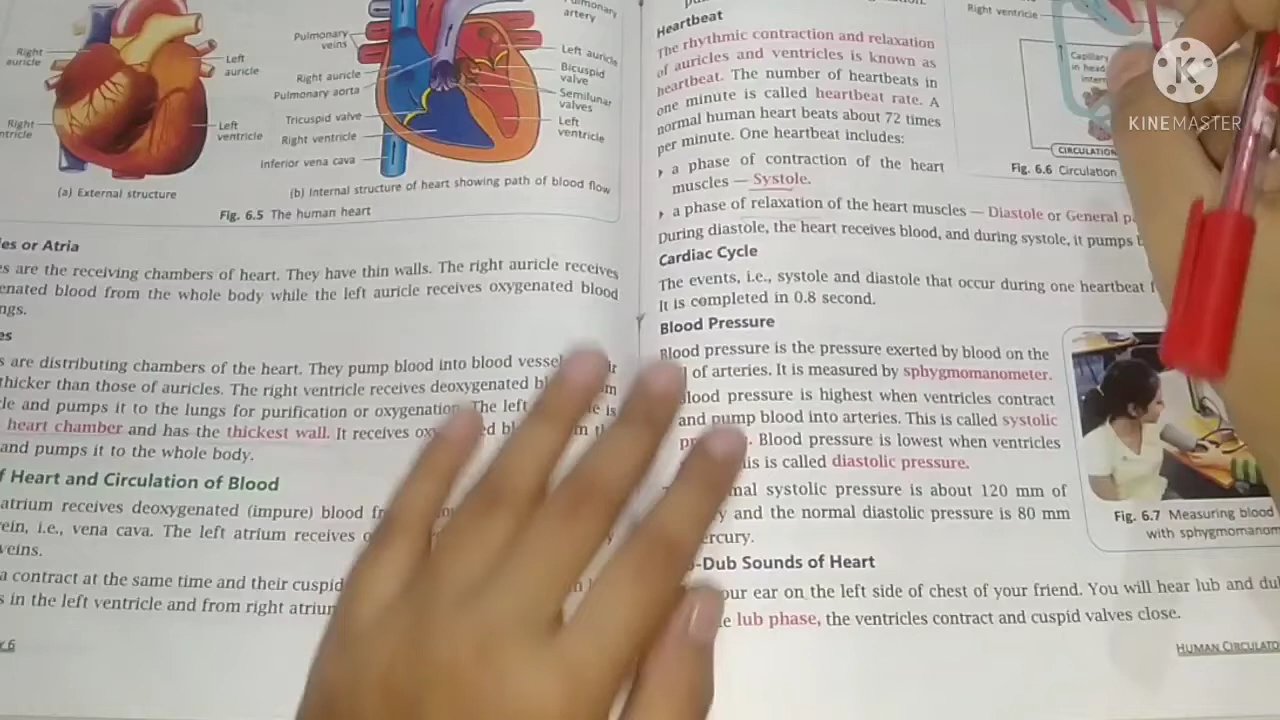 Right
auricle
Right
ntricle
Left
auricle
Left
ventricle
(a) External structure
Pulmonary
veins
Right auricle
Pulmonary aorta
Tricuspid valve
Right ventricle
Inferior vena cava
artery
Left auricle
Bicuspid
valve
Semilunar
valves
Left
ventricle
(b) Internal structure of heart showing path of blood flow
Fig. 6.5 The human heart
les or Atria
s are the receiving chambers of heart. They have thin walls. The right auricle receives
enated blood from the whole body while the left auricle receives oxygenated blood
ngs.
es
s are distributing chambers of the heart. They pump blood into blood vesse
thicker than those of auricles. The right ventricle receives deoxygenated bl
le and pumps it to the lungs for purification or oxygenation. The left is
heart chamber and has the thickest wall. It receives ox ed bl m th
and pumps it to the whole body.
f Heart and Circulation of Blood
atrium receives deoxygenated (impure) blood fr
ein, i.e., vena cava. The left atrium receives o
veins.
a contract at the same time and their cuspid
s in the left ventricle and from right atrium
6
Heartbeat
The rhythmic contraction and relaxation
of auricles and ventricles is known as
heartbeat. The number of heartbeats in
one minute is called heartbeat rate. A
normal human heart beats about 72 times
per minute. One heartbeat includes:
a phase of contraction of the heart
muscles — Systole.
a phase of relaxation of the heart muscles — Diastole or General p
During diastole, the heart receives blood, and during systole, it pumps b
Cardiac Cycle
The events, i.e., systole and diastole that occur during one heartbeat
It is completed in 0.8 second.
Blood Pressure
Blood pressure is the pressure exerted by blood on the
l of arteries. It is measured by sphygmomanometer.
lood pressure is highest when ventricles contract
and pump blood into arteries. This is called systolic
pr . Blood pressure is lowest when ventricles
is is called diastolic pressure.
mal systolic pressure is about 120 mm of
y and the normal diastolic pressure is 80 mm
ercury.
-Dub Sounds of Heart
our ear on the left side of chest of your friend. You will hear lub and du
e lub phase, the ventricles contract and cuspid valves close.
Right ventricle
Capillary
in head
CIRCULATION
Fig. 6.6 Circulation
Fig. 6.7 Measuring blood
with sphygmomanom
HUMAN CIRCULATO
K
KINEMASTER